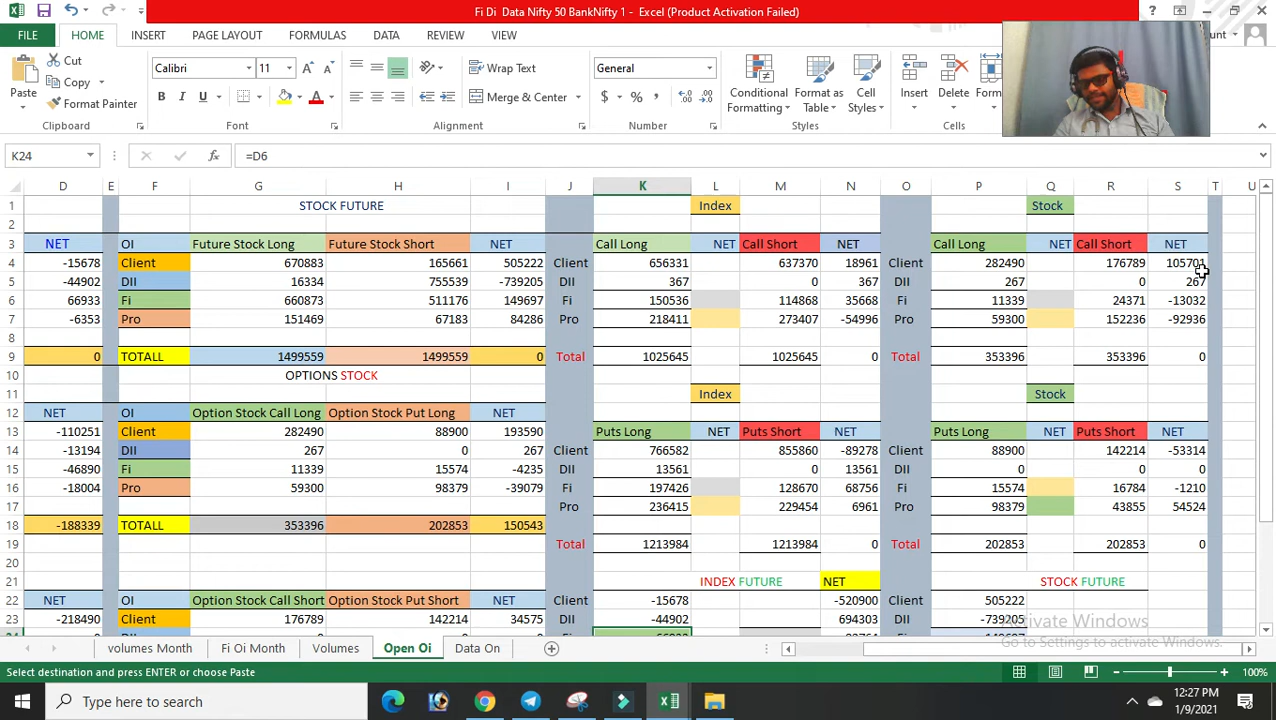 Fi Di Data Nifty 50 BankNifty 1 - Excel (Product Activation Failed)
FILE HOME INSERT PAGE LAYOUT FORMULAS DATA REVIEW VIEW
Cut
Copy
Format Painter
Paste
Clipboard
Calibri 11
B I U
Font
Wrap Text
Merge & Center
Alignment
General
$ % ,
Number
Conditional Formatting
Format as Table
Cell Styles
Styles
Insert Delete
Cells
K24 =D6
D E F G H I J K L M N O P Q R S T U
1 STOCK FUTURE Index Stock
2
3 NET OI Future Stock Long Future Stock Short NET Call Long NET Call Short NET Call Long NET Call Short NET
4 -15678 Client 670883 165661 505222 Client 656331 637370 18961 Client 282490 176789 105701
5 -44902 DII 16334 755539 -739205 DII 367 0 367 DII 267 0 267
6 66933 Fi 660873 511176 149697 Fi 150536 114868 35668 Fi 11339 24371 -13032
7 -6353 Pro 151469 67183 84286 Pro 218411 273407 -54996 Pro 59300 152236 -92936
8
9 0 TOTALL 1499559 1499559 0 Total 1025645 1025645 0 Total 353396 353396 0
10 OPTIONS STOCK
11 Index Stock
12 NET OI Option Stock Call Long Option Stock Put Long NET
13 -110251 Client 282490 88900 193590 Puts Long NET Puts Short NET Puts Long NET Puts Short NET
14 -13194 DII 267 0 267 Client 766582 855860 -89278 Client 88900 142214 -53314
15 -46890 Fi 11339 15574 -4235 DII 13561 0 13561 DII 0 0 0
16 -18004 Pro 59300 98379 -39079 Fi 197426 128670 68756 Fi 15574 16784 -1210
17 Pro 236415 229454 6961 Pro 98379 43855 54524
18 -188339 TOTALL 353396 202853 150543
19 Total 1213984 1213984 0 Total 202853 202853 0
20
21 INDEX FUTURE NET STOCK FUTURE
22 NET OI Option Stock Call Short Option Stock Put Short NET Client -15678 -520900 Client 505222
23 -218490 Client 176789 142214 34575 DII -44902 694303 DII -739205
Activate Windows
Go to Settings to activate Windows.
volumes Month Fi Oi Month Volumes Open Oi Data On
Select destination and press ENTER or choose Paste
100%
Type here to search
12:27 PM
1/9/2021